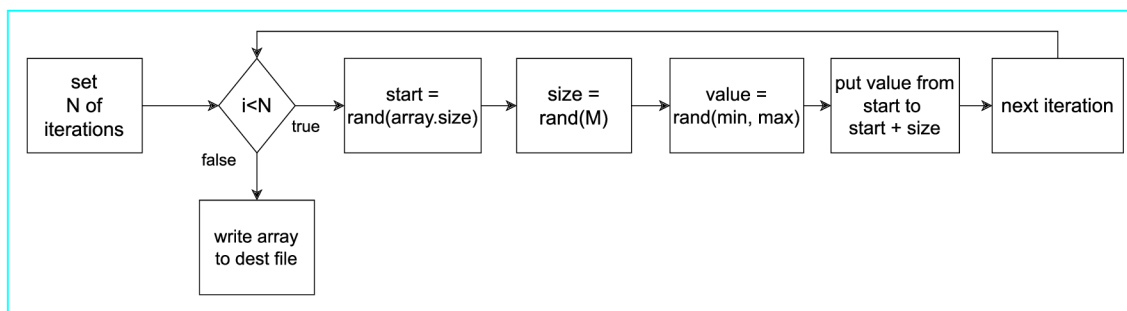 set
N of
iterations
i<N
true
false
start =
rand(array.size)
size =
rand(M)
value =
rand(min, max)
put value from
start to
start + size
next iteration
write array
to dest file